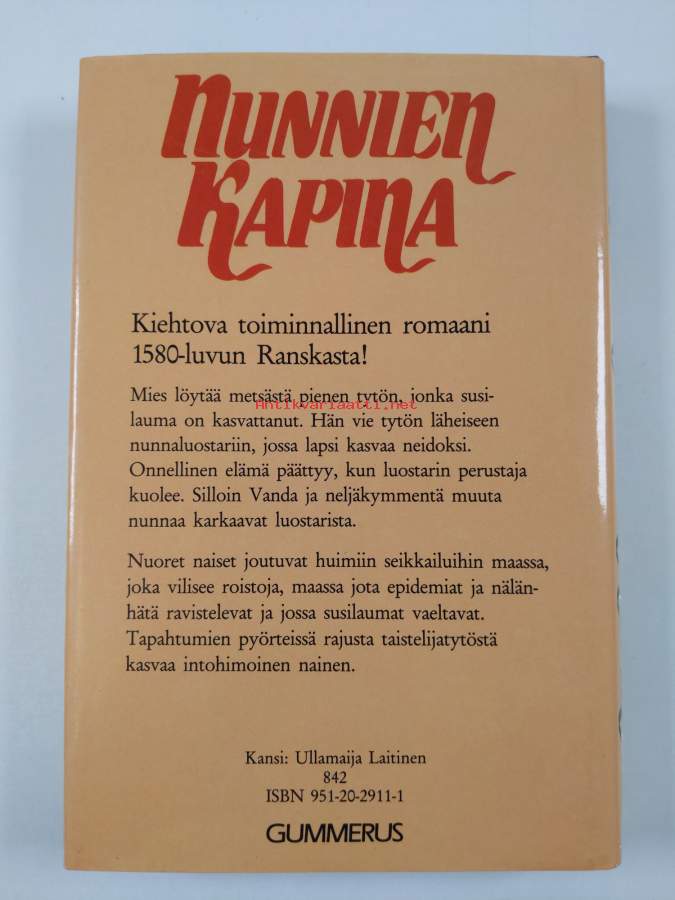 NUNNIEN
KAPINA
Kiehtova toiminnallinen romaani
1580-luvun Ranskasta!
Mies löytää metsästä pienen tytön, jonka susi-
Antikvariaatti.net
lauma on kasvattanut. Hän vie tytön läheiseen
nunnaluostariin, jossa lapsi kasvaa neidoksi.
Onnellinen elämä päättyy, kun luostarin perustaja
kuolee. Silloin Vanda ja neljäkymmentä muuta
nunnaa karkaavat luostarista.
Nuoret naiset joutuvat huimiin seikkailuihin maassa,
joka vilisee roistoja, maassa jota epidemiat ja nälän-
hätä ravistelevat ja jossa susilaumat vaeltavat.
Tapahtumien pyörteissä rajusta taistelijatytöstä
kasvaa intohimoinen nainen.
Kansi: Ullamaija Laitinen
842
ISBN 951-20-2911-1
GUMMERUS